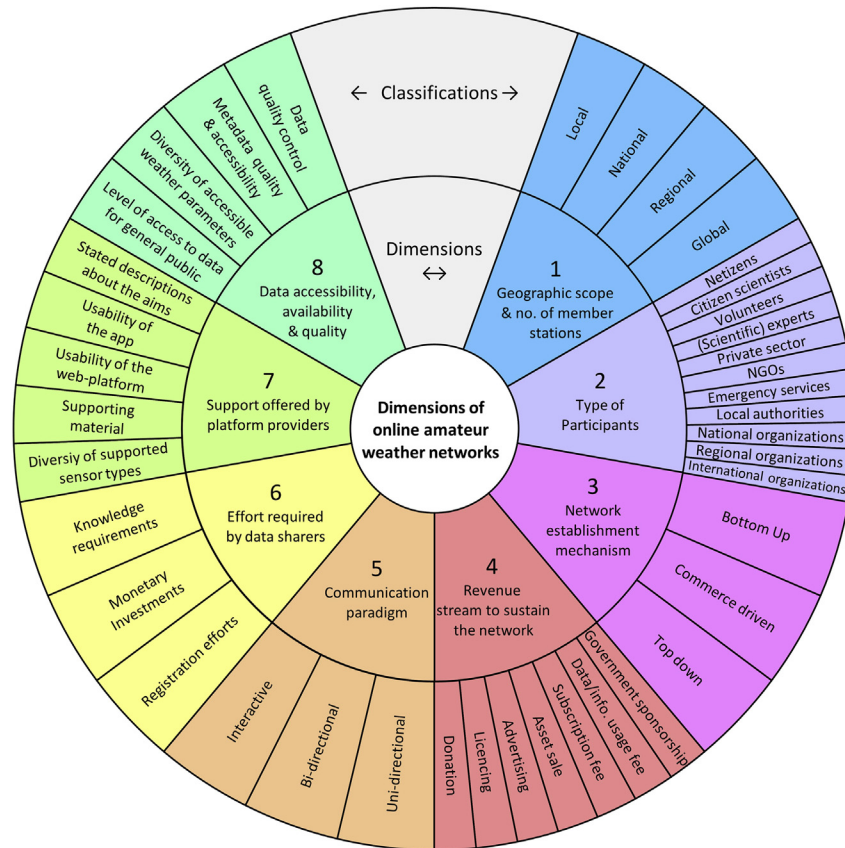 ← Classifications →
Dimensions
↔
Dimensions of
online amateur
weather networks
1
Geographic scope
& no. of member
stations
Local
National
Regional
Global
2
Type of
Participants
Netizens
Citizen scientists
Volunteers
(Scientific) experts
Private sector
NGOs
Emergency services
Local authorities
National organizations
Regional organizations
International organizations
3
Network
establishment
mechanism
Bottom Up
Commerce driven
Top down
4
Revenue
stream to sustain
the network
Government sponsorship
Data/info. usage fee
Subscription fee
Asset sale
Advertising
Licencing
Donation
5
Communication
paradigm
Uni-directional
Bi-directional
Interactive
6
Effort required
by data sharers
Registration efforts
Monetary
Investments
Knowledge
requirements
7
Support offered by
platform providers
Diversiy of supported
sensor types
Supporting
material
Usability of the
web-platform
Usability of
the app
Stated descriptions
about the aims
8
Data accessibility,
availability
& quality
Level of access to data
for general public
Diversity of accessible
weather parameters
Metadata quality
& accessibility
Data
quality control